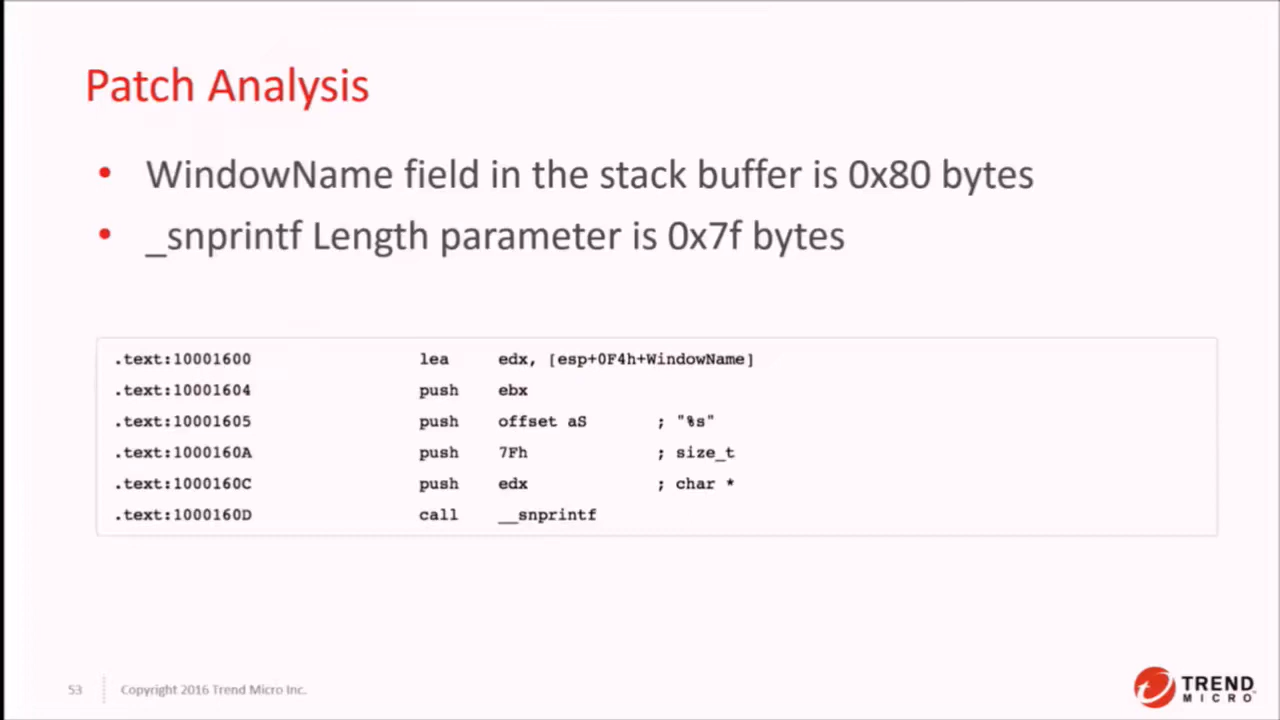 Patch Analysis
• WindowName field in the stack buffer is 0x80 bytes
• _snprintf Length parameter is 0x7f bytes
.text:10001600 lea edx, [esp+0F4h+WindowName]
.text:10001604 push ebx
.text:10001605 push offset aS ; "%s"
.text:1000160A push 7Fh ; size_t
.text:1000160C push edx ; char *
.text:1000160D call __snprintf
53 Copyright 2016 Trend Micro Inc.
TREND
MICRO